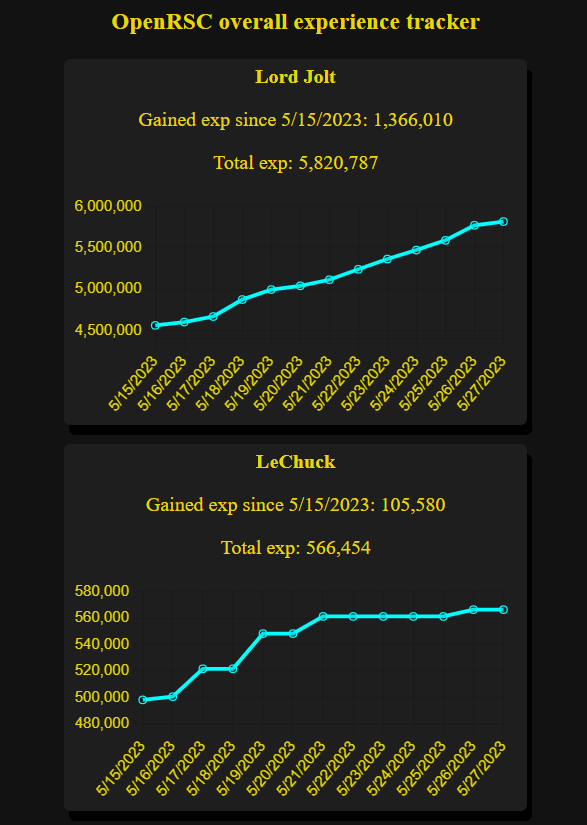 OpenRSC overall experience tracker
Lord Jolt
Gained exp since 5/15/2023: 1,366,010
Total exp: 5,820,787
6,000,000
5,500,000
5,000,000
4,500,000
5/15/2023 5/16/2023 5/17/2023 5/18/2023 5/19/2023 5/20/2023 5/21/2023 5/22/2023 5/23/2023 5/24/2023 5/25/2023 5/26/2023 5/27/2023
LeChuck
Gained exp since 5/15/2023: 105,580
Total exp: 566,454
580,000
560,000
540,000
520,000
500,000
480,000
5/15/2023 5/16/2023 5/17/2023 5/18/2023 5/19/2023 5/20/2023 5/21/2023 5/22/2023 5/23/2023 5/24/2023 5/25/2023 5/26/2023 5/27/2023